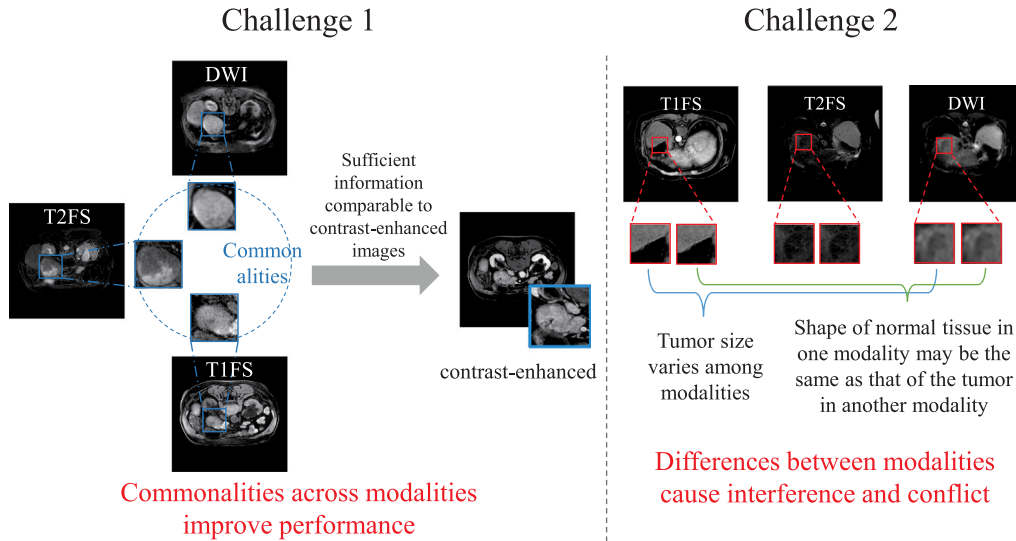 Challenge 1
DWI
T2FS
Common
alities
T1FS
Sufficient
information
comparable to
contrast-enhanced
images
contrast-enhanced
Commonalities across modalities
improve performance
Challenge 2
T1FS
T2FS
DWI
Tumor size
varies among
modalities
Shape of normal tissue in
one modality may be the
same as that of the tumor
in another modality
Differences between modalities
cause interference and conflict